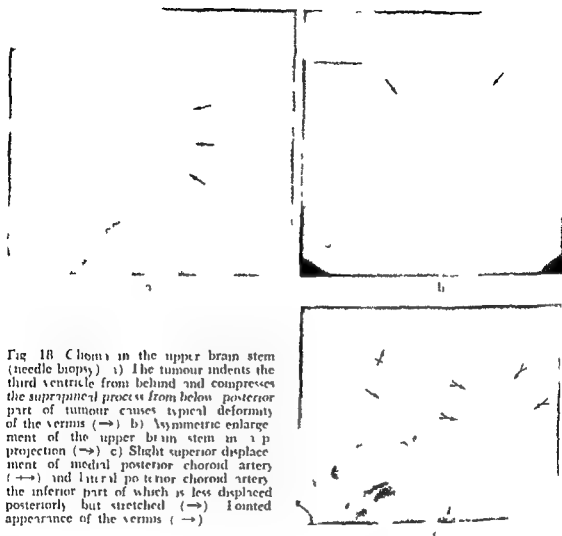 a
b
Fig 18 Glioma in the upper brain stem
(needle biopsy) a) The tumour indents the
third ventricle from behind and compresses
the suprapineal process from below posterior
part of tumour causes typical deformity
of the vermis (→) b) Asymmetric enlarge
ment of the upper brain stem in a p
projection (→) c) Slight superior displace
ment of medial posterior choroid artery
(↔) and lateral posterior choroid artery
the inferior part of which is less displaced
posteriorly but stretched (→) Pointed
appearance of the vermis (→)
c